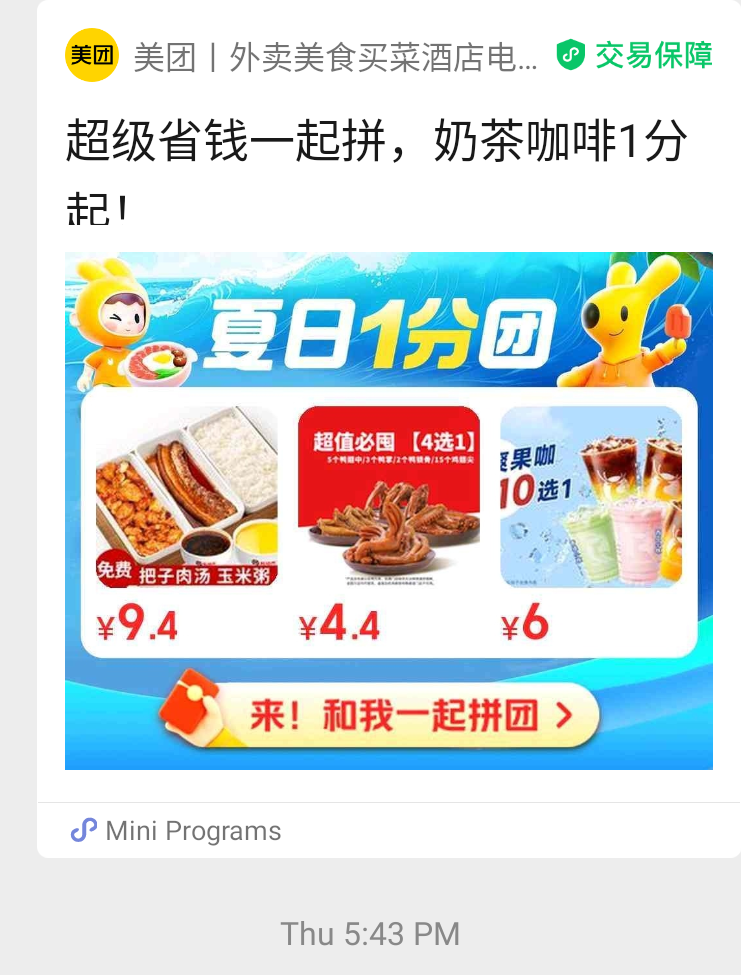 美团
美团丨外卖美食买菜酒店电...
交易保障
超级省钱一起拼，奶茶咖啡1分
起!
夏日1分团
超值必囤 【4选1】
5个鸭翅中/3个鸭掌/2个鸭锁骨/15个鸡翅尖
果咖
10选1
免费 把子肉汤 玉米粥
¥9.4
¥4.4
¥6
来！和我一起拼团
Mini Programs
Thu 5:43 PM